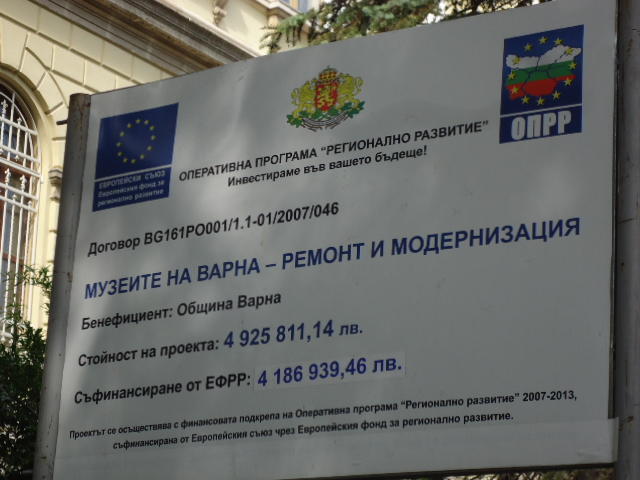 ЕВРОПЕЙСКИ СЪЮЗ
Европейския фонд за
регионално развитие
ОПРР
ОПЕРАТИВНА ПРОГРАМА “РЕГИОНАЛНО РАЗВИТИЕ”
Инвестираме във вашето бъдеще!
Договор BG161PO001/1.1-01/2007/046
МУЗЕИТЕ НА ВАРНА – РЕМОНТ И МОДЕРНИЗАЦИЯ
Бенефициент: Община Варна
Стойност на проекта: 4 925 811,14 лв.
Съфинансиране от ЕФРР: 4 186 939,46 лв.
Проектът се осъществява с финансовата подкрепа на Оперативна програма “Регионално развитие” 2007-2013,
съфинансирана от Европейския съюз чрез Европейския фонд за регионално развитие.